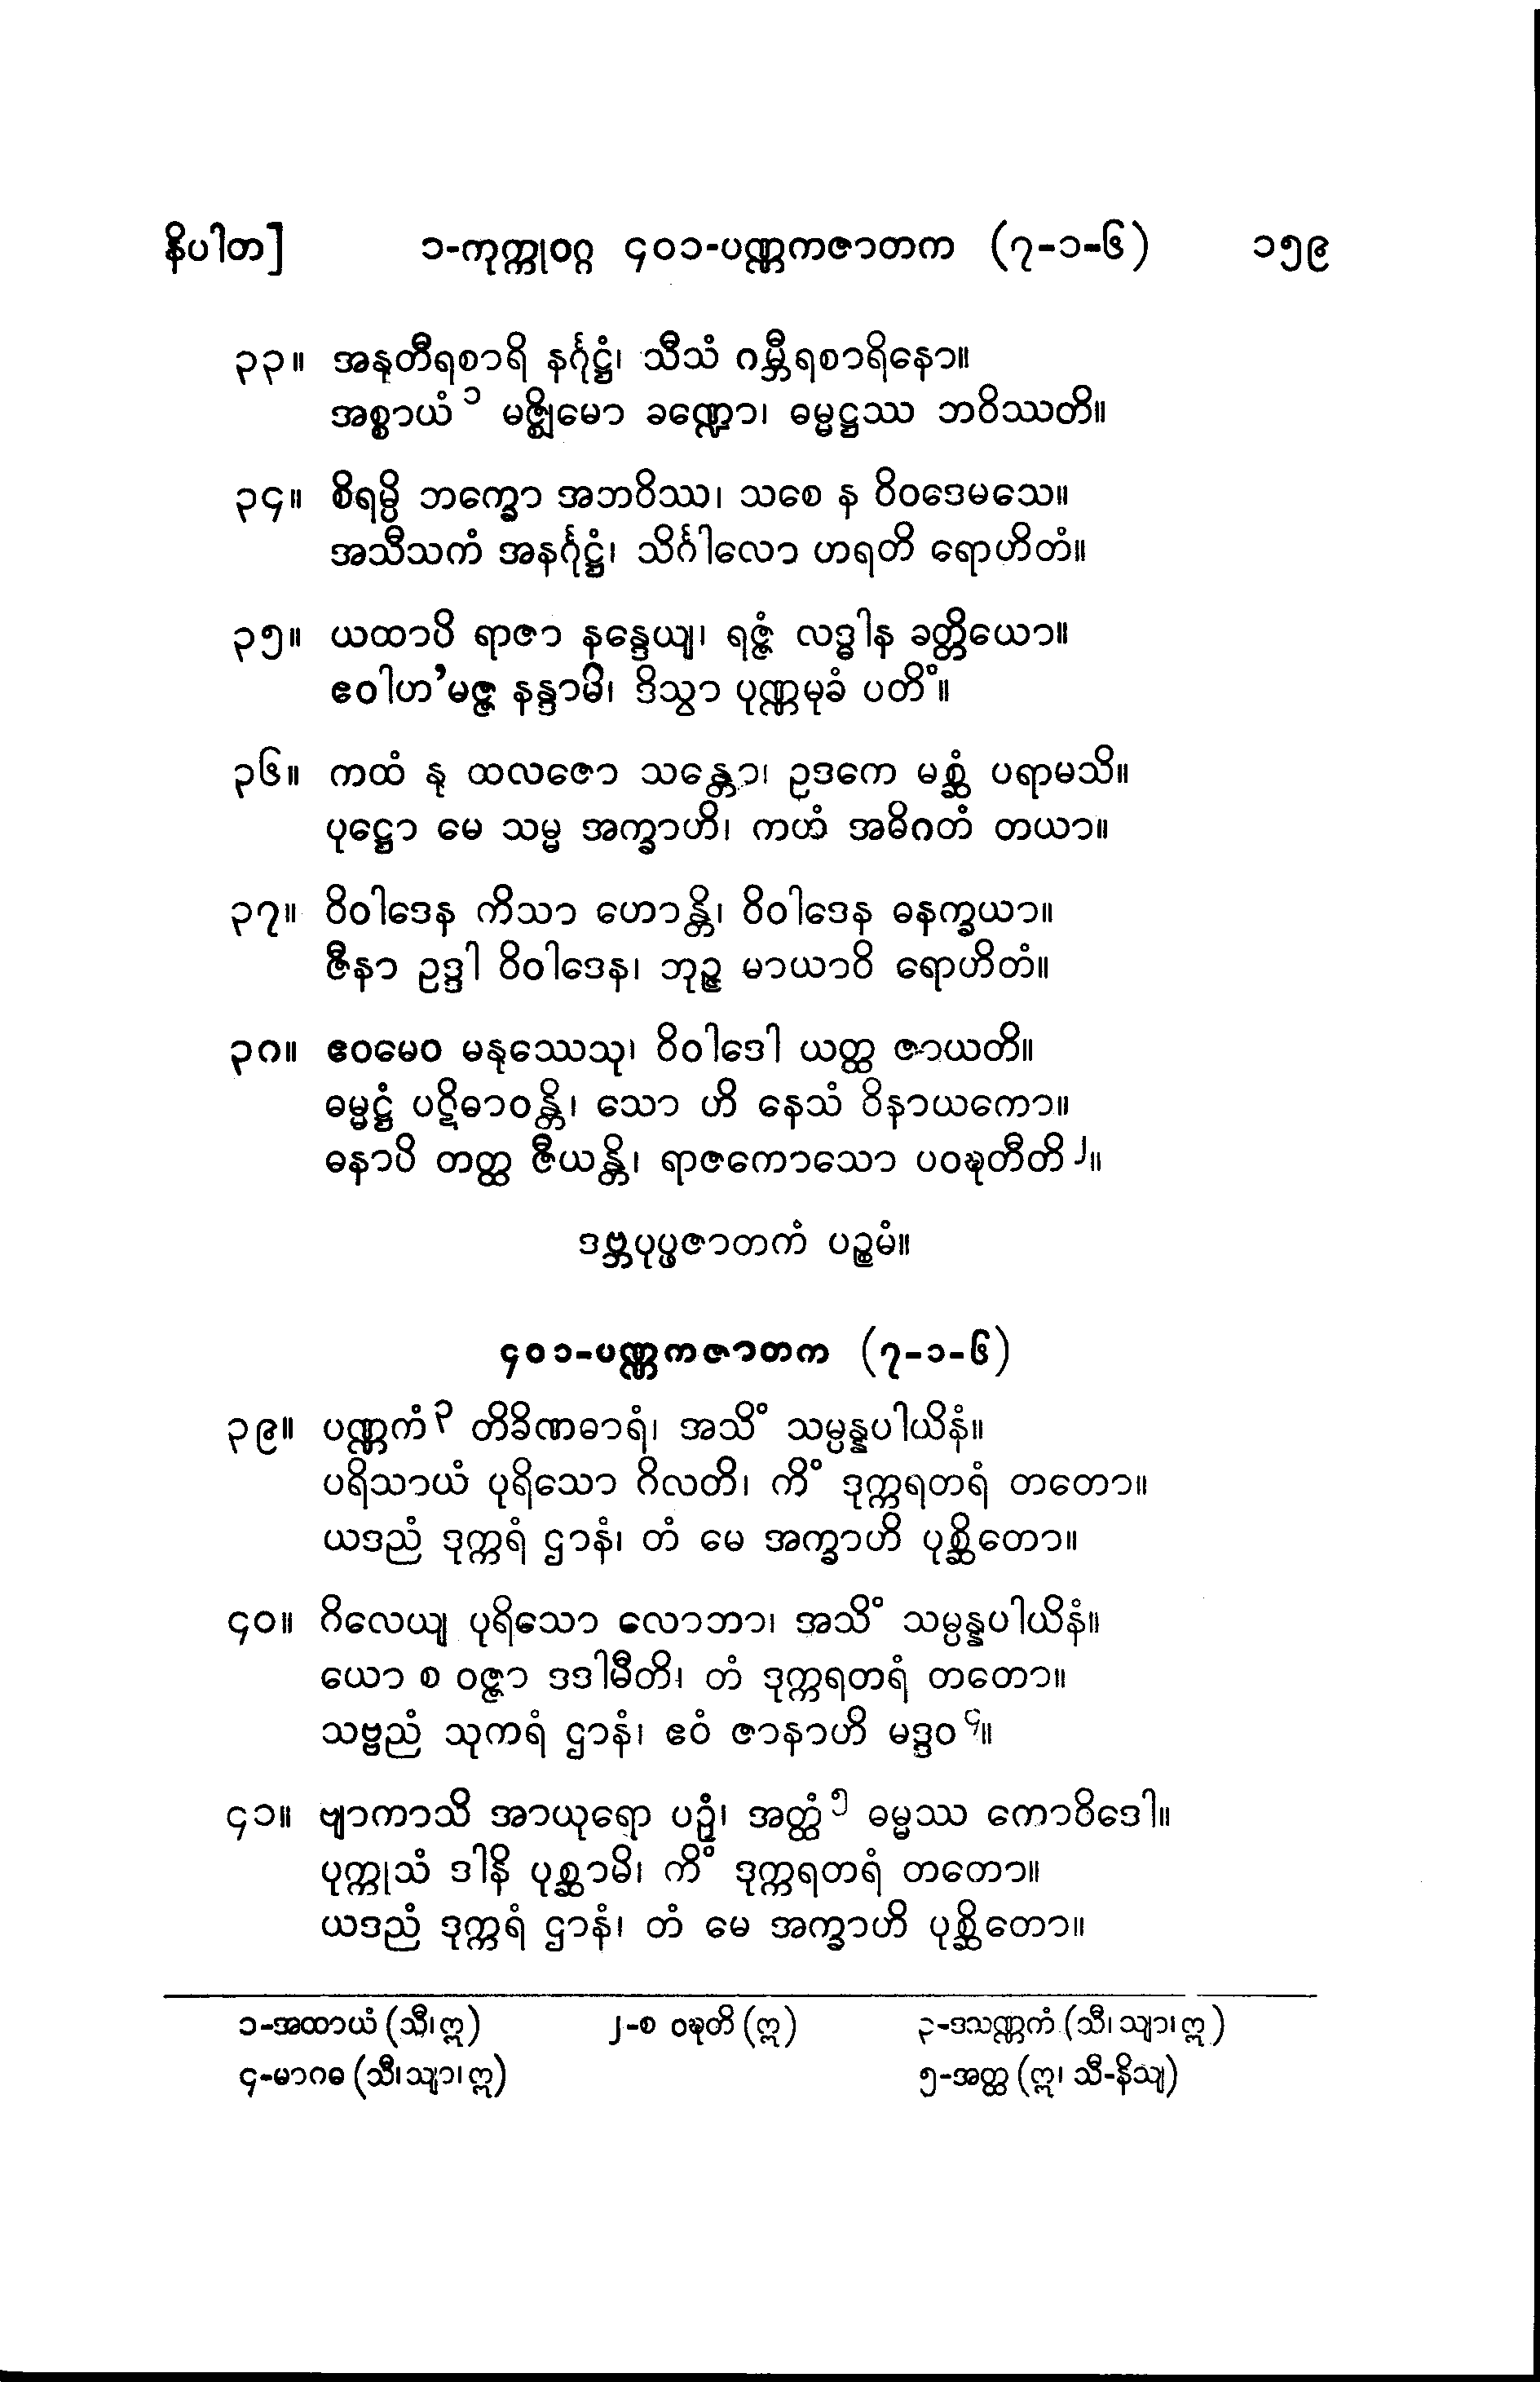 နိပါတ] ၁-ကုက္ကုဝဂ္ဂ ၄၀၁-ပဏ္ဏကဇာတက (၇-၁-၆) ၁၅၉
၃၃။ အနုတီရစာရိ နင်္ဂုဋ္ဌံ၊ သီသံ ဂမ္ဘီရစာရိနော။
အစ္စာယံ ၁ မဇ္ဈိမော ခဏ္ဍော၊ ဓမ္မဋ္ဌဿ ဘဝိဿတိ။
၃၄။ စိရမ္ပိ ဘက္ခော အဘဝိဿ၊ သစေ န ဝိဝဒေမသေ။
အသီသကံ အနင်္ဂုဋ္ဌံ၊ သိင်္ဂါလော ဟရတိ ရောဟိတံ။
၃၅။ ယထာပိ ရာဇာ နန္ဒေယျ၊ ရဇ္ဇံ လဒ္ဓါန ခတ္တိယော။
ဧဝါဟ’မဇ္ဇ နန္ဒာမိ၊ ဒိသွာ ပုဏ္ဏမုခံ ပတိံ။
၃၆။ ကထံ နု ထလဇော သန္တော၊ ဥဒကေ မစ္ဆံ ပရာမသိ။
ပုဋ္ဌော မေ သမ္မ အက္ခာဟိ၊ ကထံ အဓိဂတံ တယာ။
၃၇။ ဝိဝါဒေန ကိသာ ဟောန္တိ၊ ဝိဝါဒေန ဓနက္ခယာ။
ဇီနာ ဥဒ္ဒါ ဝိဝါဒေန၊ ဘုဉ္ဇ မာယာဝိ ရောဟိတံ။
၃၈။ ဧဝမေဝ မနုဿေသု၊ ဝိဝါဒေါ ယတ္ထ ဇာယတိ။
ဓမ္မဋ္ဌံ ပဋိဓာဝန္တိ၊ သော ဟိ နေသံ ဝိနာယကော။
ဓနာပိ တတ္ထ ဇီယန္တိ၊ ရာဇကောသော ပဝဍ္ဎတီတိ ၂။
ဒဗ္ဘပုပ္ဖဇာတကံ ပဉ္စမံ။
၄၀၁-ပဏ္ဏကဇာတက (၇-၁-၆)
၃၉။ ပဏ္ဏကံ ၃ တိခိဏဓာရံ၊ အသိံ သမ္ပန္နပါယိနံ။
ပရိသာယံ ပုရိသော ဂိလတိ၊ ကိံ ဒုက္ကရတရံ တတော။
ယဒညံ ဒုက္ကရံ ဌာနံ၊ တံ မေ အက္ခာဟိ ပုစ္ဆိတော။
၄၀။ ဂိလေယျ ပုရိသော လောဘာ၊ အသိံ သမ္ပန္နပါယိနံ။
ယော စ ဝဇ္ဇာ ဒဒါမီတိ၊ တံ ဒုက္ကရတရံ တတော။
သဗ္ဗညံ သုကရံ ဌာနံ၊ ဧဝံ ဇာနာဟိ မဒ္ဒဝ ၄။
၄၁။ ဗျာကာသိ အာယုရော ပဉှံ၊ အတ္ထံ ၅ ဓမ္မဿ ကောဝိဒေါ။
ပုက္ကုသံ ဒါနိ ပုစ္ဆာမိ၊ ကိံ ဒုက္ကရတရံ တတော။
ယဒညံ ဒုက္ကရံ ဌာနံ၊ တံ မေ အက္ခာဟိ ပုစ္ဆိတော။
၁-အထာယံ (သီ၊ဣ) ၂-စ ဝဍ္ဎတိ (ဣ) ၃-ဒသဏ္ဏကံ (သီ၊ သျာ၊ ဣ)
၄-မာဂဓ (သီ၊သျာ၊ဣ) ၅-အတ္ထ (ဣ၊ သီ-နိသျ)